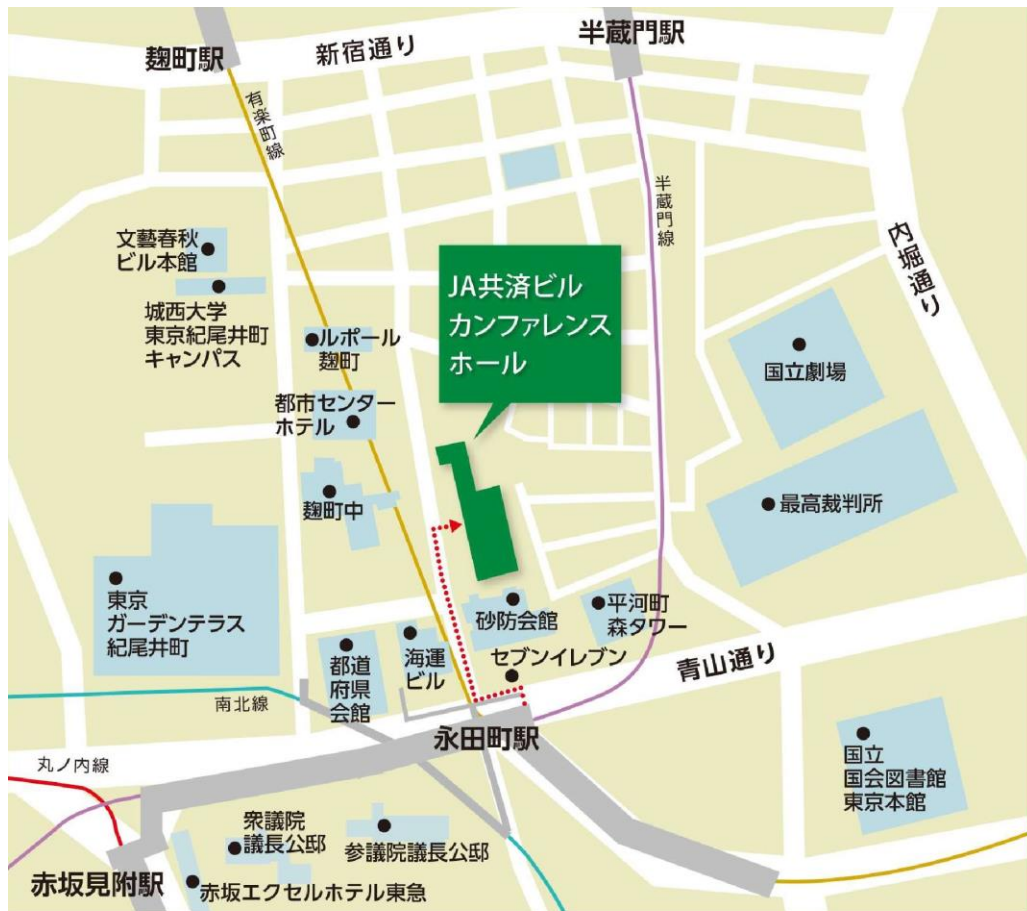 麹町駅
新宿通り
半蔵門駅
有楽町線
半蔵門線
内堀通り
文藝春秋
ビル本館
城西大学
東京紀尾井町
キャンパス
ルポール
麹町
JA共済ビル
カンファレンス
ホール
国立劇場
都市センター
ホテル
麹町中
最高裁判所
東京
ガーデンテラス
紀尾井町
砂防会館
平河町
森タワー
都道
府県
会館
海運
ビル
セブンイレブン
青山通り
南北線
永田町駅
丸ノ内線
国立
国会図書館
東京本館
衆議院
議長公邸
参議院議長公邸
赤坂見附駅
赤坂エクセルホテル東急